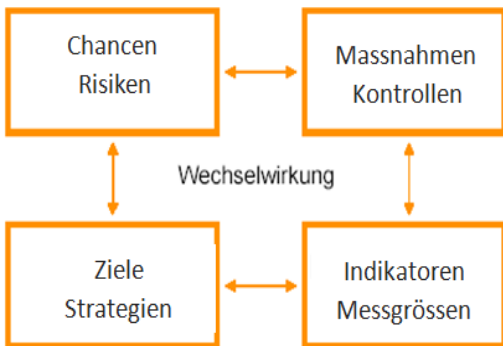 Chancen
Risiken
Massnahmen
Kontrollen
Wechselwirkung
Ziele
Strategien
Indikatoren
Messgrössen